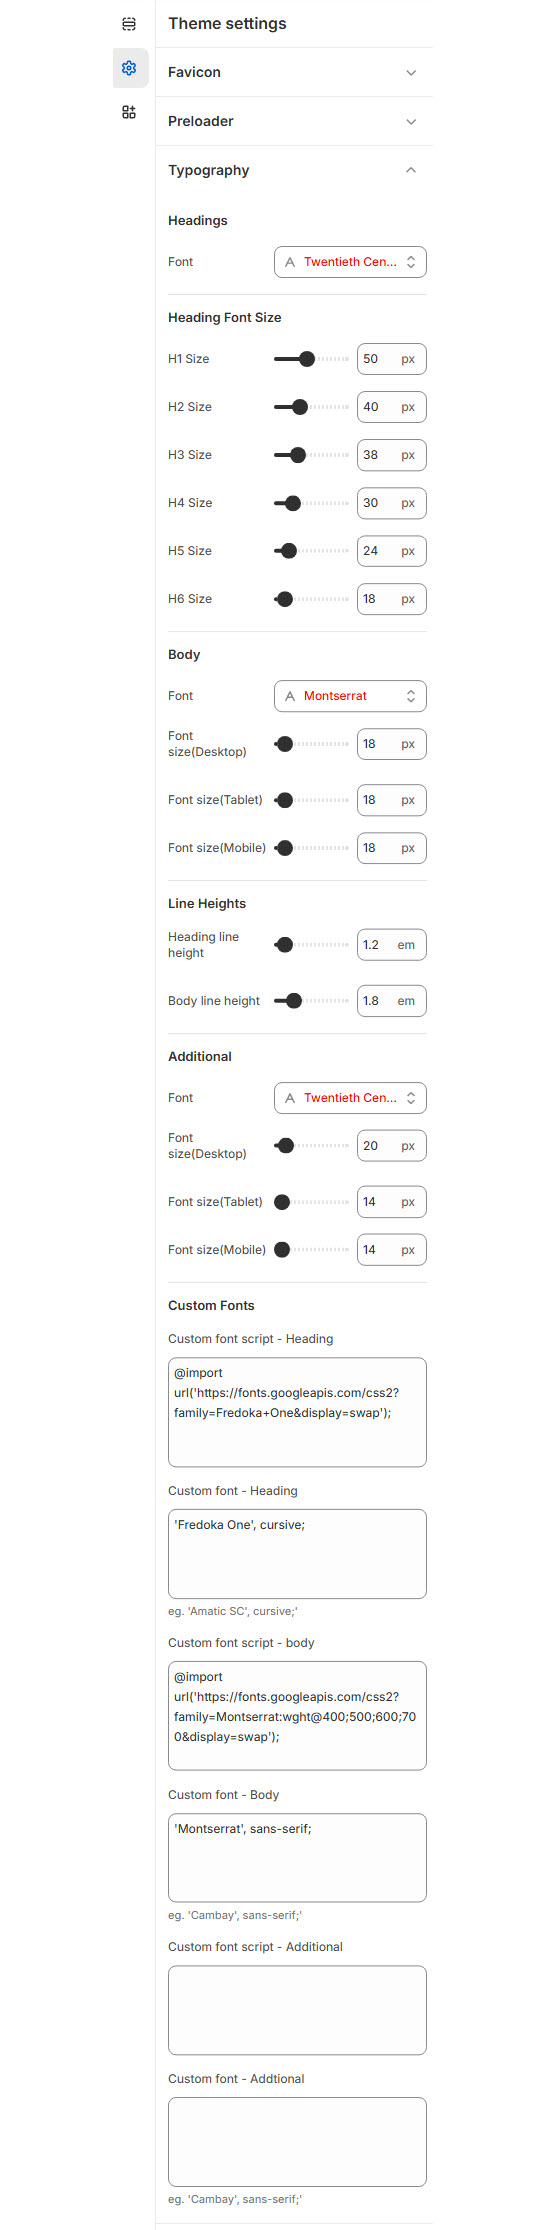 Theme settings
Favicon
Preloader
Typography
Headings
Font
Twentieth Cen...
Heading Font Size
H1 Size
50 px
H2 Size
40 px
H3 Size
38 px
H4 Size
30 px
H5 Size
24 px
H6 Size
18 px
Body
Font
Montserrat
Font
size(Desktop)
18 px
Font size(Tablet)
18 px
Font size(Mobile)
18 px
Line Heights
Heading line
height
1.2 em
Body line height
1.8 em
Additional
Font
Twentieth Cen...
Font
size(Desktop)
20 px
Font size(Tablet)
14 px
Font size(Mobile)
14 px
Custom Fonts
Custom font script - Heading
@import
url('https://fonts.googleapis.com/css2?
family=Fredoka+One&display=swap');
Custom font - Heading
'Fredoka One', cursive;
eg. 'Amatic SC', cursive;'
Custom font script - body
@import
url('https://fonts.googleapis.com/css2?
family=Montserrat:wght@400;500;600;70
0&display=swap');
Custom font - Body
'Montserrat', sans-serif;
eg. 'Cambay', sans-serif;'
Custom font script - Additional
Custom font - Addtional
eg. 'Cambay', sans-serif;'